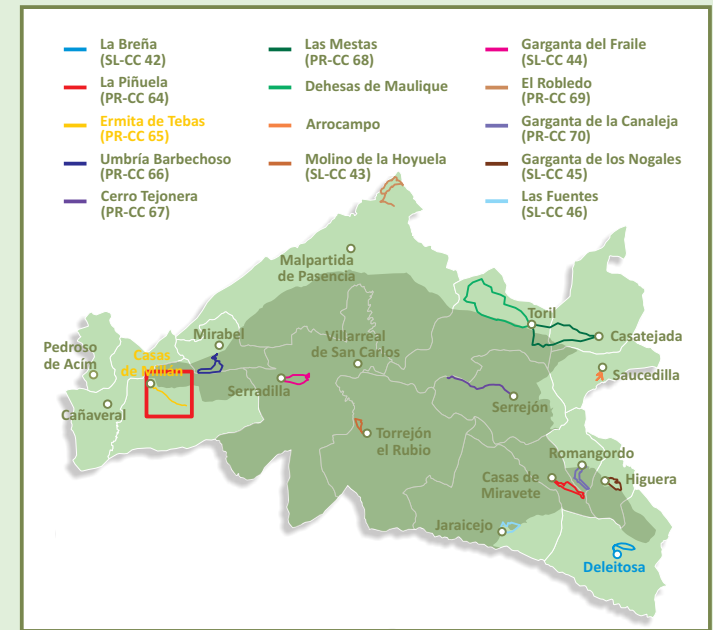 La Breña
(SL-CC 42)
La Piñuela
(PR-CC 64)
Ermita de Tebas
(PR-CC 65)
Umbría Barbechoso
(PR-CC 66)
Cerro Tejonera
(PR-CC 67)
Las Mestas
(PR-CC 68)
Dehesas de Maulique
Arrocampo
Molino de la Hoyuela
(SL-CC 43)
Garganta del Fraile
(SL-CC 44)
El Robledo
(PR-CC 69)
Garganta de la Canaleja
(PR-CC 70)
Garganta de los Nogales
(SL-CC 45)
Las Fuentes
(SL-CC 46)
Malpartida
de Pasencia
Toril
Casatejada
Mirabel
Villarreal
de San Carlos
Pedroso
de Acím
Casas
de Millán
Saucedilla
Serradilla
Serrejón
Cañaveral
Torrejón
el Rubio
Romangordo
Casas de
Miravete
Higuera
Jaraicejo
Deleitosa